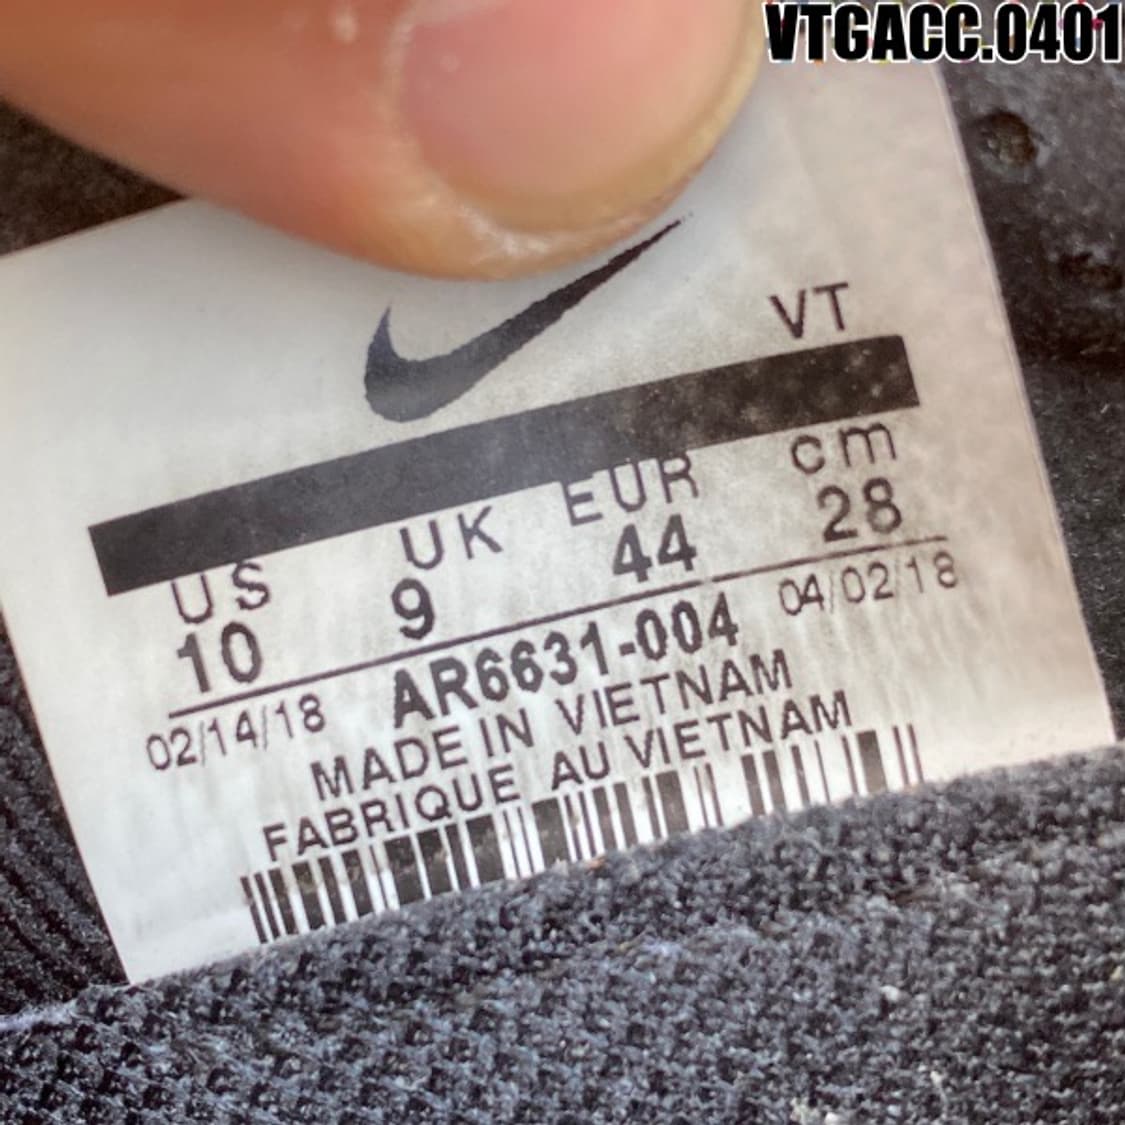 VTGACC.0401
VT
US UK EUR cm
10 9 44 28
02/14/18 AR6631-004 04/02/18
MADE IN VIETNAM
FABRIQUE AU VIETNAM